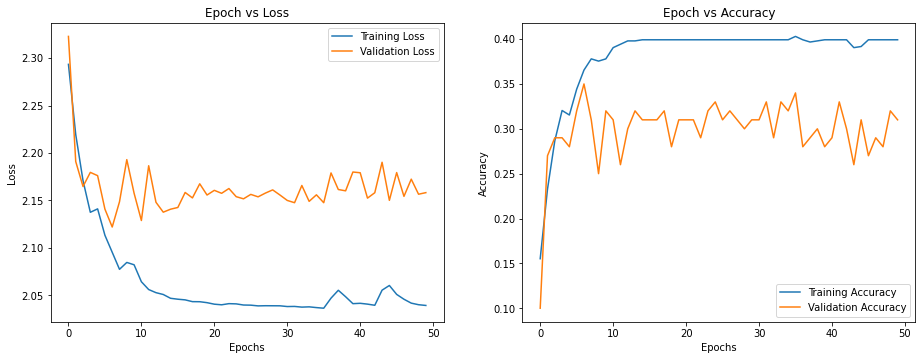 Epoch vs Loss
Training Loss
Validation Loss
2.30
2.25
2.20
2.15
2.10
2.05
Loss
0 10 20 30 40 50
Epochs
Epoch vs Accuracy
0.40
0.35
0.30
0.25
0.20
0.15
0.10
Accuracy
Training Accuracy
Validation Accuracy
0 10 20 30 40 50
Epochs